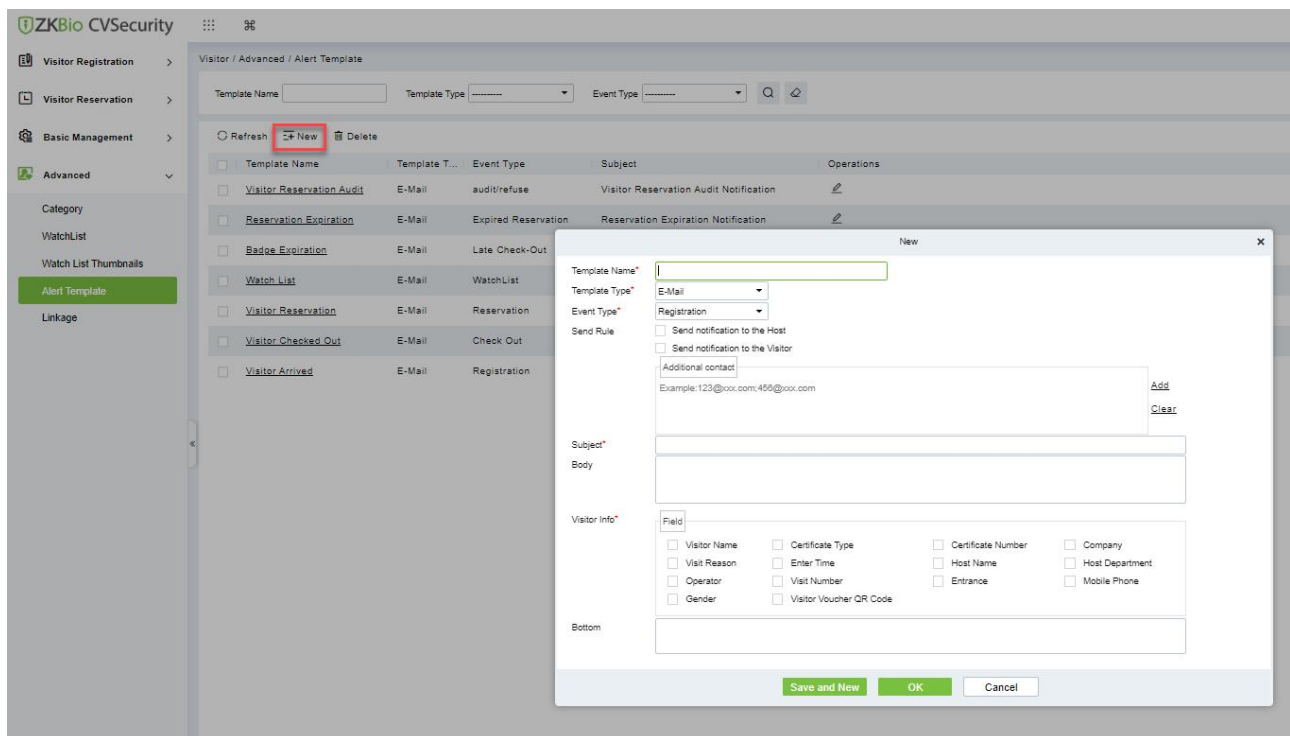 ZKBio CVSecurity
Visitor Registration
Visitor Reservation
Basic Management
Advanced
Category
WatchList
Watch List Thumbnails
Alert Template
Linkage
Visitor / Advanced / Alert Template
Template Name Template Type ---------- Event Type ----------
Refresh New Delete
Template Name Template T... Event Type Subject Operations
Visitor Reservation Audit E-Mail audit/refuse Visitor Reservation Audit Notification
Reservation Expiration E-Mail Expired Reservation Reservation Expiration Notification
Badge Expiration E-Mail Late Check-Out
Watch List E-Mail WatchList
Visitor Reservation E-Mail Reservation
Visitor Checked Out E-Mail Check Out
Visitor Arrived E-Mail Registration
New
Template Name*
Template Type* E-Mail
Event Type* Registration
Send Rule Send notification to the Host
Send notification to the Visitor
Additional contact
Example:123@xxx.com;456@xxx.com
Add
Clear
Subject*
Body
Visitor Info* Field
Visitor Name Certificate Type Certificate Number Company
Visit Reason Enter Time Host Name Host Department
Operator Visit Number Entrance Mobile Phone
Gender Visitor Voucher QR Code
Bottom
Save and New OK Cancel